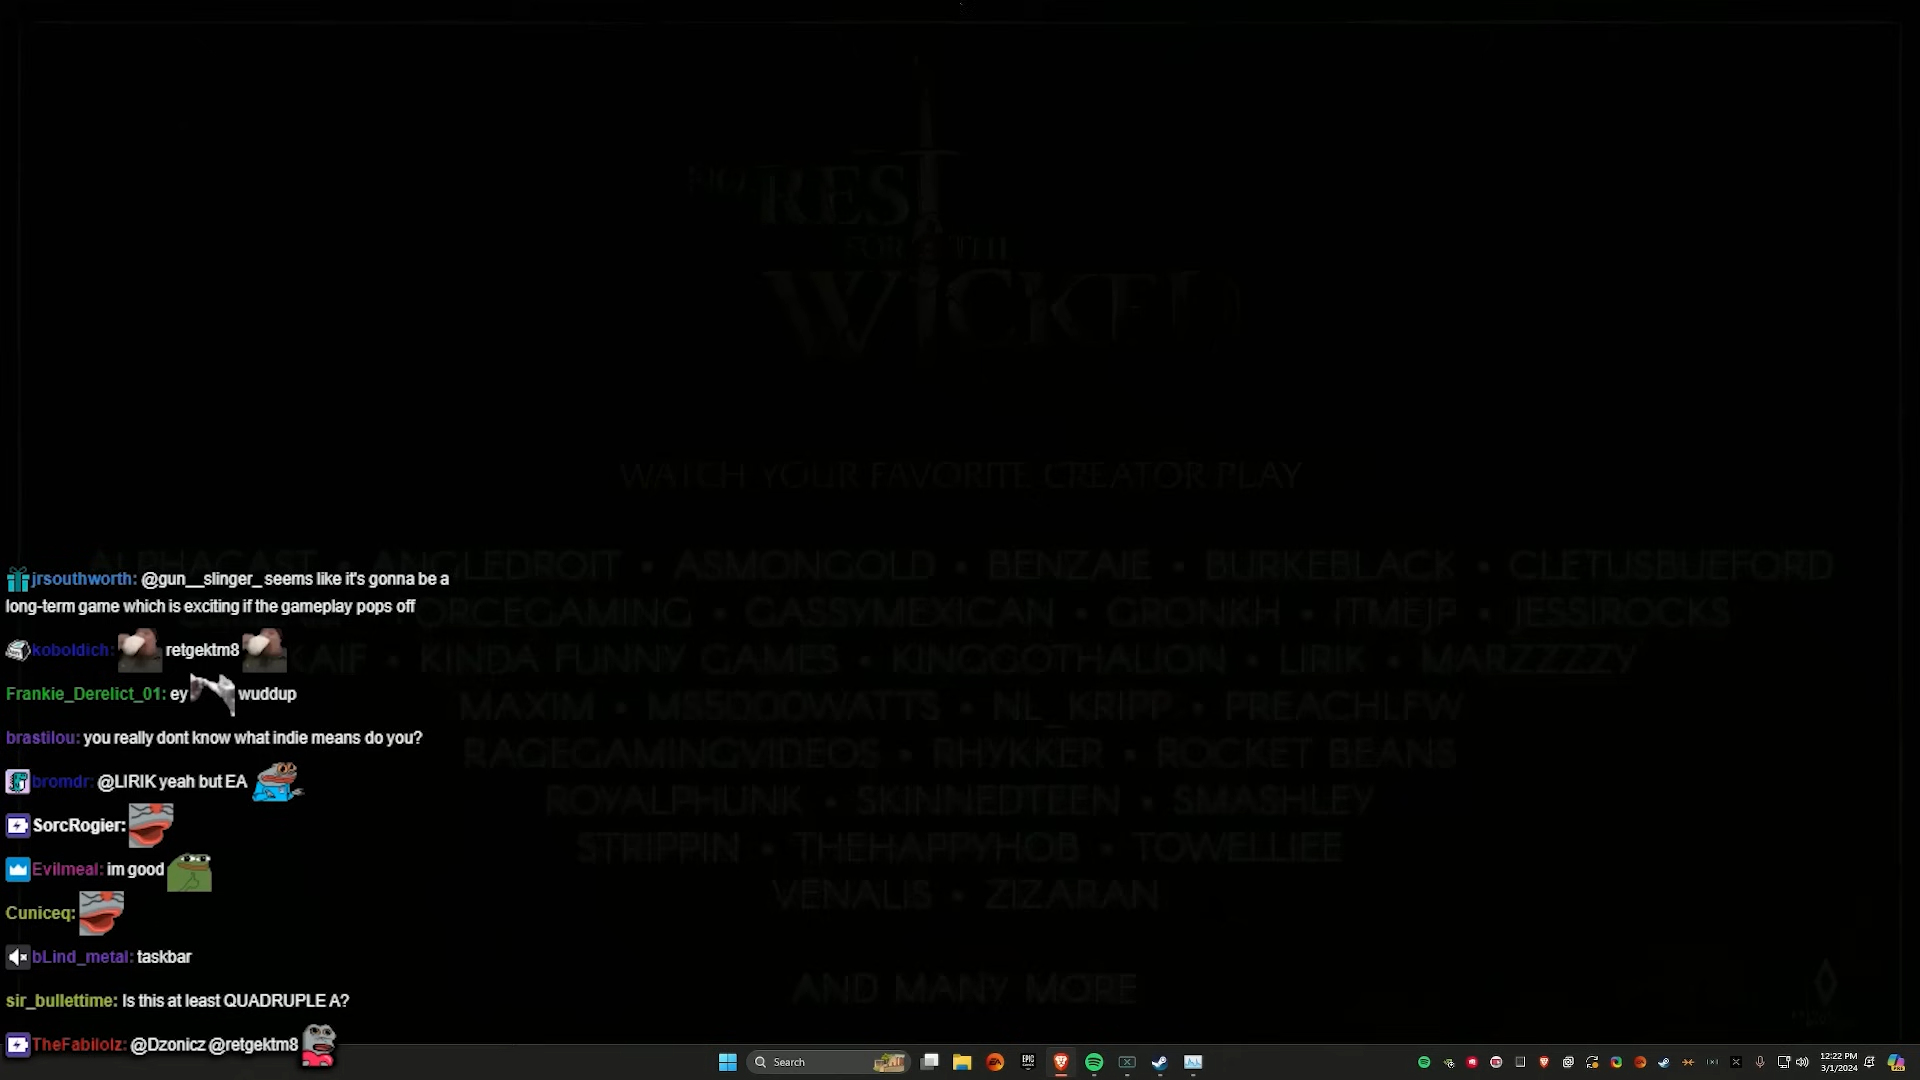 NO
REST
FOR THE
WICKED
WATCH YOUR FAVORITE CREATOR PLAY
ALPHACAST • ANGLEDROIT • ASMONGOLD • BENZAIE • BURKEBLACK • CLETUSBUEFORD
FORCEGAMING • GASSYMEXICAN • GRONKH • ITMEJP • JESSIROCKS
KINDA FUNNY GAMES • KINGGOTHALION • LIRIK • MARZZZZY
MAXIM • MS5000WATTS • NL_KRIPP • PREACHLFW
RAGEGAMINGVIDEOS • RHYKKER • ROCKET BEANS
ROYALPHUNK • SKINNEDTEEN • SMASHLEY
STRIPPIN • THEHAPPYHOB • TOWELLIEE
VENALIS • ZIZARAN
AND MANY MORE
jrsouthworth: @gun__slinger_ seems like it's gonna be a
long-term game which is exciting if the gameplay pops off
koboldich: retgektm8
Frankie_Derelict_01: ey wuddup
brastilou: you really dont know what indie means do you?
bromdr: @LIRIK yeah but EA
SorcRogier:
Evilmeal: im good
Cuniceq:
bLind_metal: taskbar
sir_bullettime: Is this at least QUADRUPLE A?
TheFabilolz: @Dzonicz @retgektm8
Search
EPIC
12:22 PM
3/1/2024